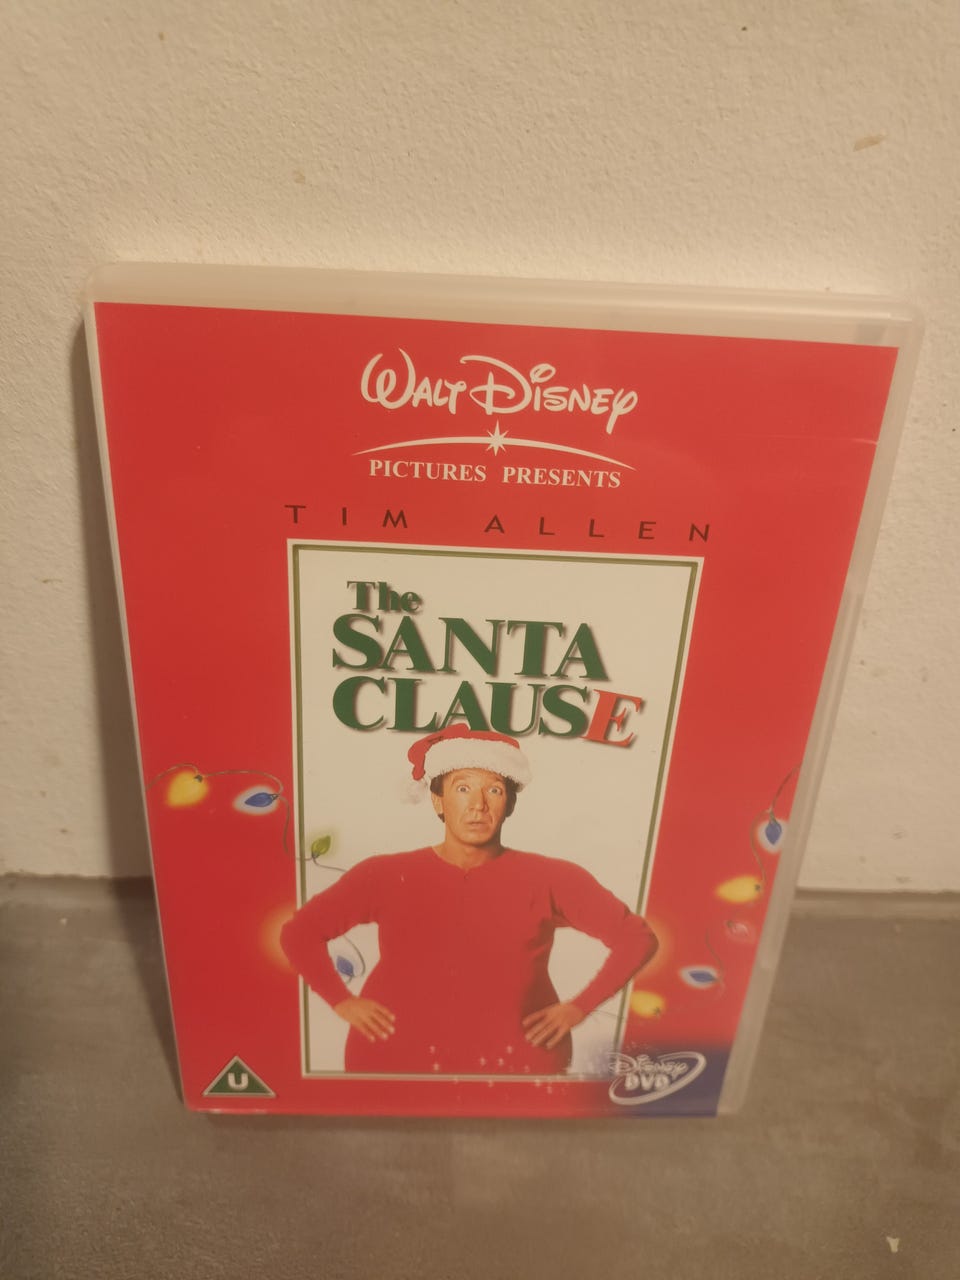 WALT DISNEY
PICTURES PRESENTS
TIM ALLEN
The
SANTA
CLAUSE
U
DISNEY
DVD